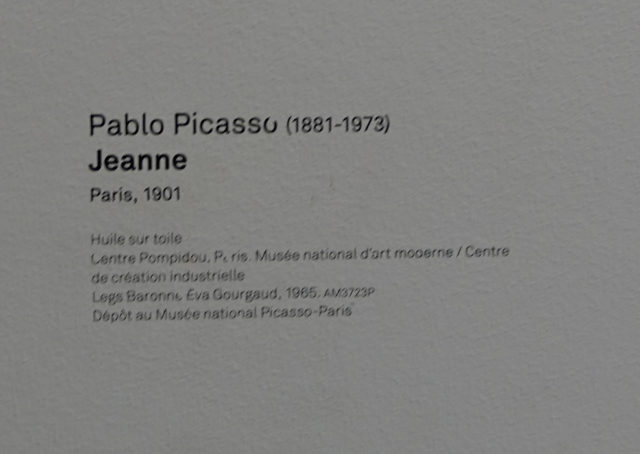 Pablo Picasso (1881-1973)
Jeanne
Paris, 1901
Huile sur toile
Centre Pompidou, Paris. Musée national d'art moderne / Centre
de création industrielle
Legs Baronne Eva Gourgaud, 1965. AM3723P
Dépôt au Musée national Picasso-Paris